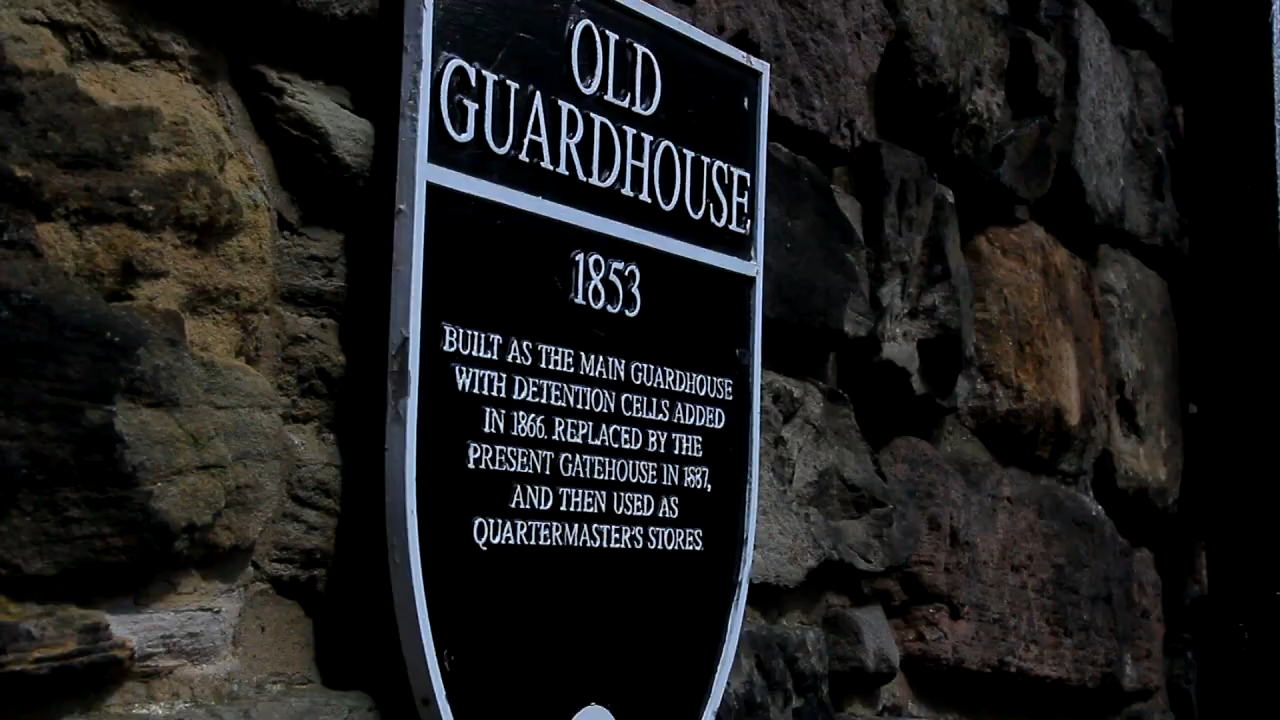 OLD
GUARDHOUSE
1853
BUILT AS THE MAIN GUARDHOUSE
WITH DETENTION CELLS ADDED
IN 1866. REPLACED BY THE
PRESENT GATEHOUSE IN 1887,
AND THEN USED AS
QUARTERMASTER'S STORES.